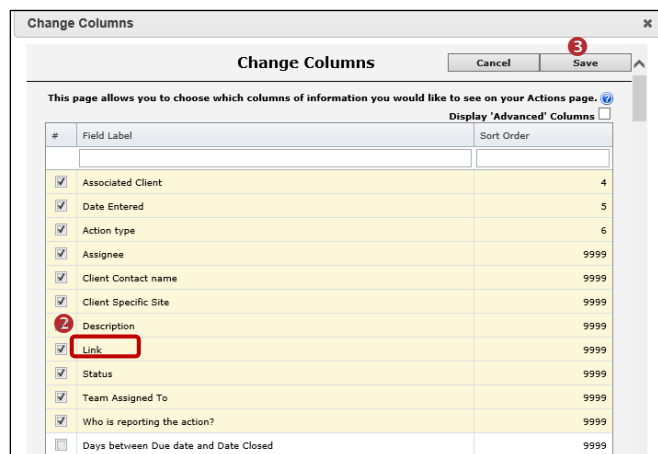 Change Columns ×
3
Change Columns Cancel Save
This page allows you to choose which columns of information you would like to see on your Actions page. ?
Display 'Advanced' Columns
# Field Label Sort Order
Associated Client 4
Date Entered 5
Action type 6
Assignee 9999
Client Contact name 9999
Client Specific Site 9999
2 Description 9999
Link 9999
Status 9999
Team Assigned To 9999
Who is reporting the action? 9999
Days between Due date and Date Closed 9999